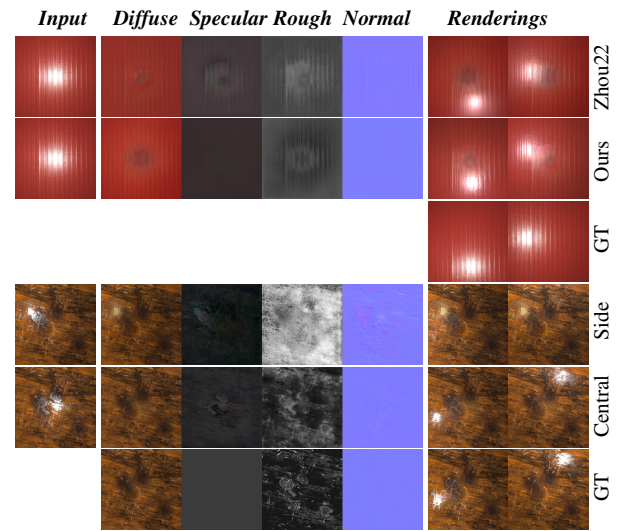 Input Diffuse Specular Rough Normal Renderings
Zhou22
Ours
GT
Side
Central
GT